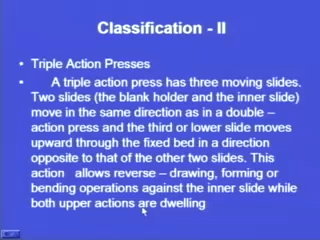 Classification - II
• Triple Action Presses
• A triple action press has three moving slides.
Two slides (the blank holder and the inner slide)
move in the same direction as in a double –
action press and the third or lower slide moves
upward through the fixed bed in a direction
opposite to that of the other two slides. This
action allows reverse – drawing, forming or
bending operations against the inner slide while
both upper actions are dwelling